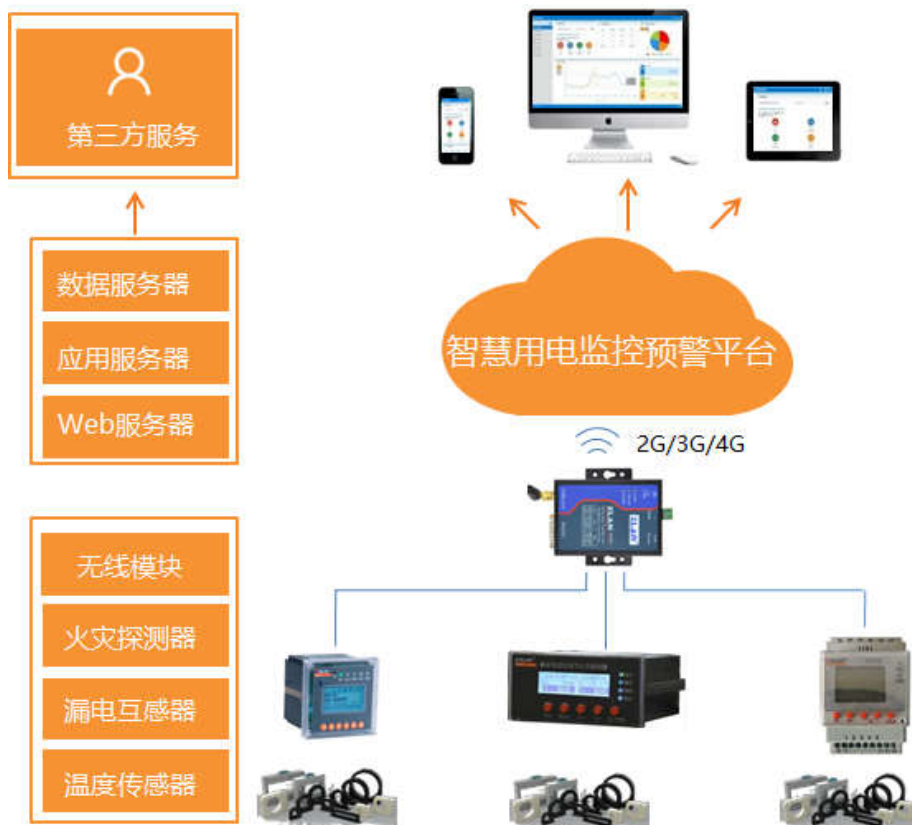 第三方服务
数据服务器
应用服务器
Web服务器
智慧用电监控预警平台
2G/3G/4G
ZLAN
无线模块
火灾探测器
漏电互感器
温度传感器